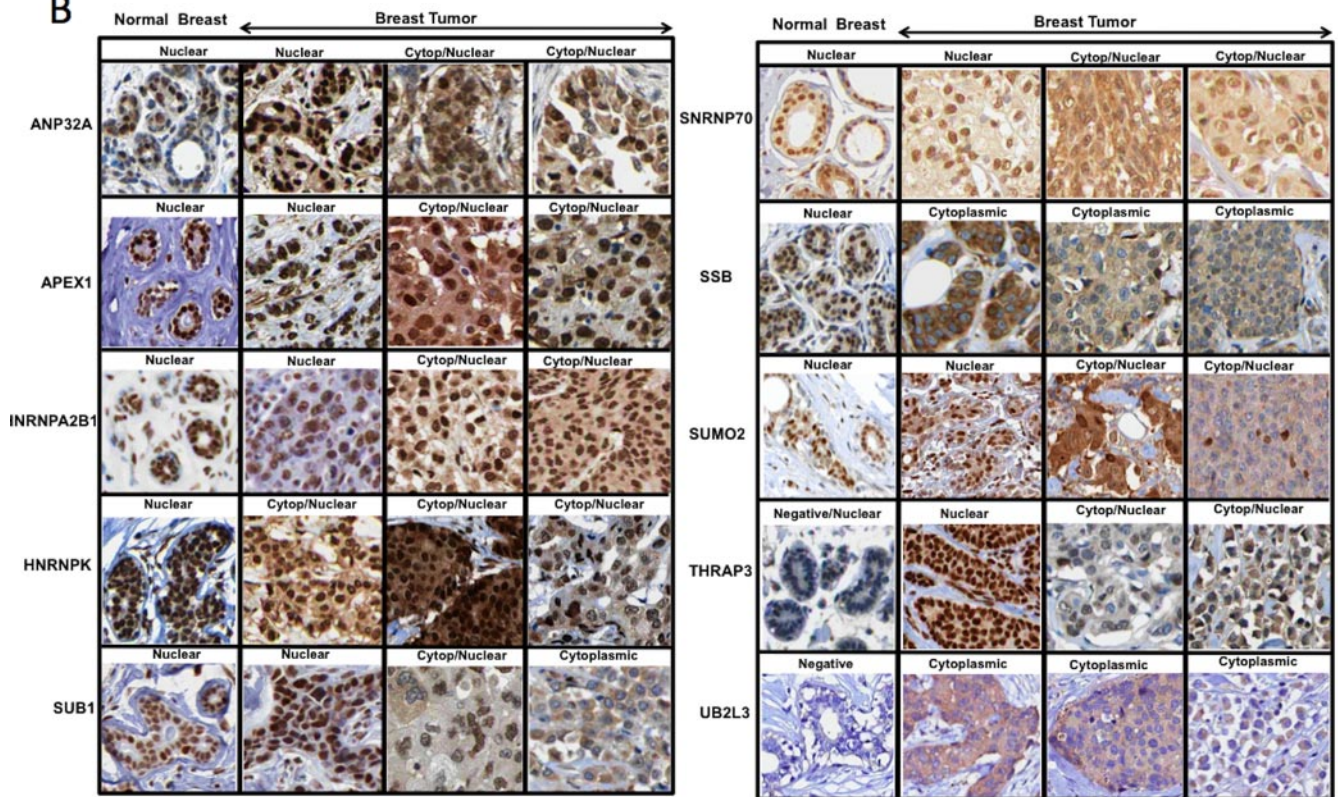 B
Normal Breast Breast Tumor
Nuclear Nuclear Cytop/Nuclear Cytop/Nuclear
ANP32A
Nuclear Nuclear Cytop/Nuclear Cytop/Nuclear
APEX1
Nuclear Nuclear Cytop/Nuclear Cytop/Nuclear
INRNPA2B1
Nuclear Cytop/Nuclear Cytop/Nuclear Cytop/Nuclear
HNRNPK
Nuclear Nuclear Cytop/Nuclear Cytoplasmic
SUB1
Normal Breast Breast Tumor
Nuclear Nuclear Cytop/Nuclear Cytop/Nuclear
SNRNP70
Nuclear Cytoplasmic Cytoplasmic Cytoplasmic
SSB
Nuclear Nuclear Cytop/Nuclear Cytop/Nuclear
SUMO2
Negative/Nuclear Nuclear Cytop/Nuclear Cytop/Nuclear
THRAP3
Negative Cytoplasmic Cytoplasmic Cytoplasmic
UB2L3